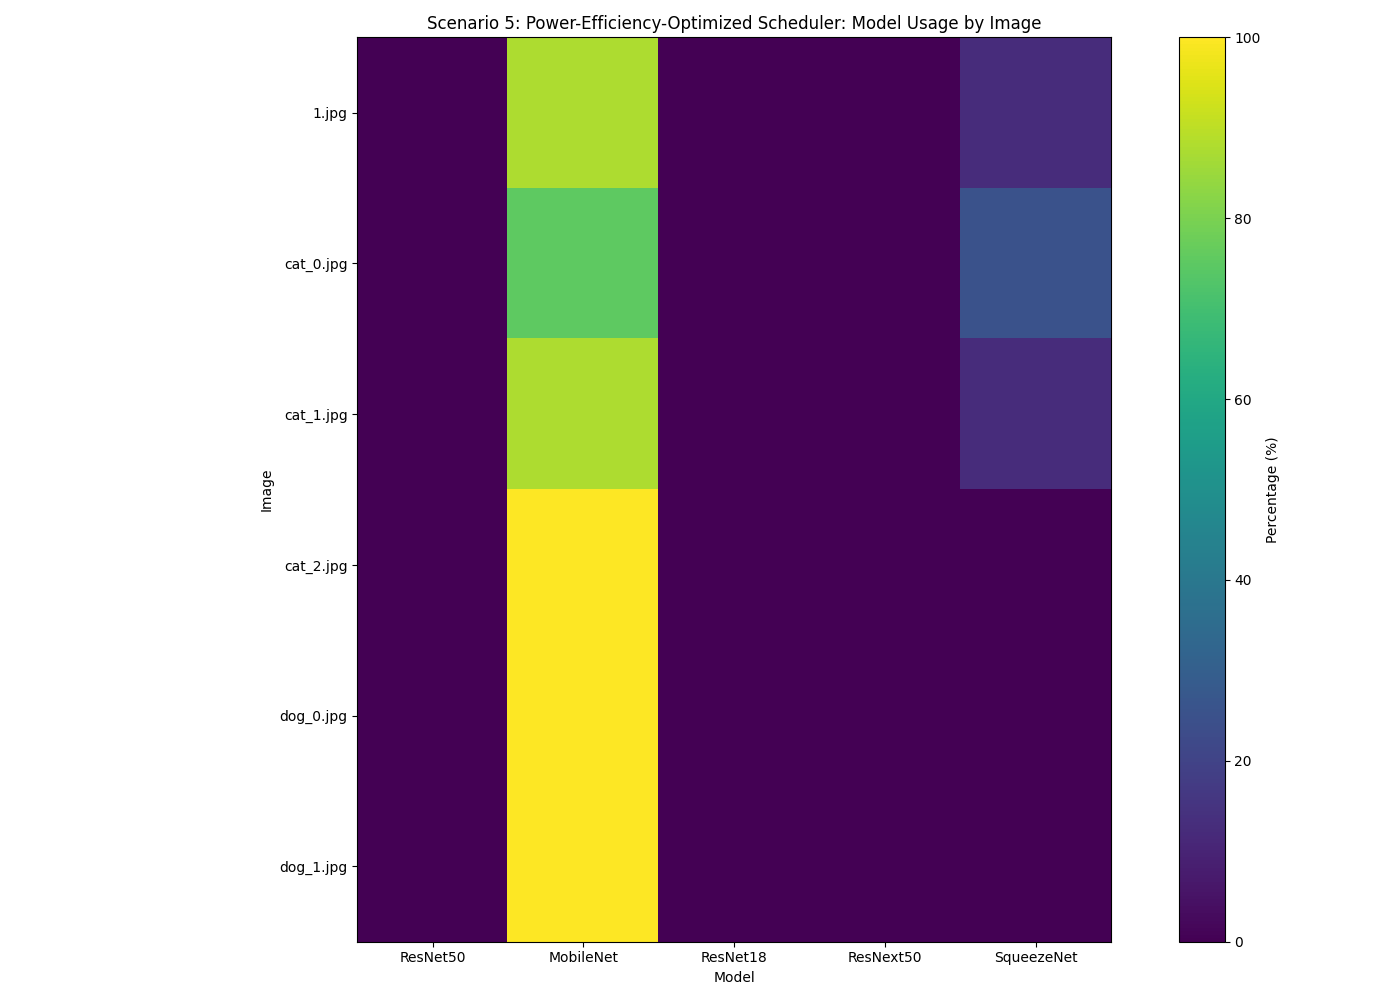 Scenario 5: Power-Efficiency-Optimized Scheduler: Model Usage by Image
1.jpg
cat_0.jpg
cat_1.jpg
cat_2.jpg
dog_0.jpg
dog_1.jpg
Image
ResNet50
MobileNet
ResNet18
ResNext50
SqueezeNet
Model
100
80
60
40
20
0
Percentage (%)